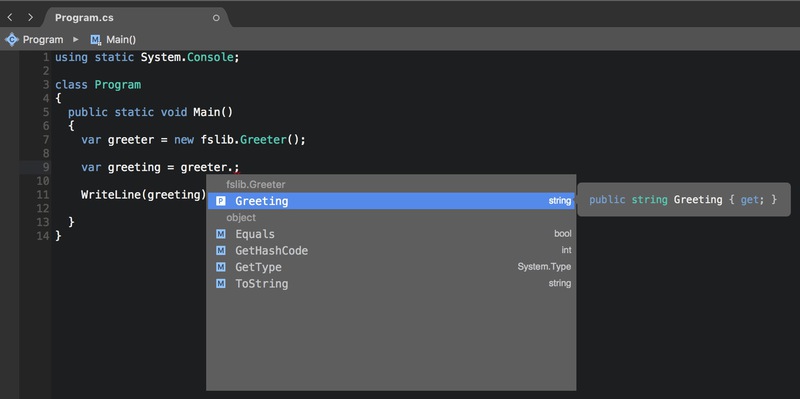 Program.cs
Program ▸ Main()
1 using static System.Console;
2
3 class Program
4 {
5 public static void Main()
6 {
7 var greeter = new fslib.Greeter();
8
9 var greeting = greeter.;
10
11 WriteLine(greeting)
12
13 }
14 }
fslib.Greeter
P Greeting string
object
M Equals bool
M GetHashCode int
M GetType System.Type
M ToString string
public string Greeting { get; }